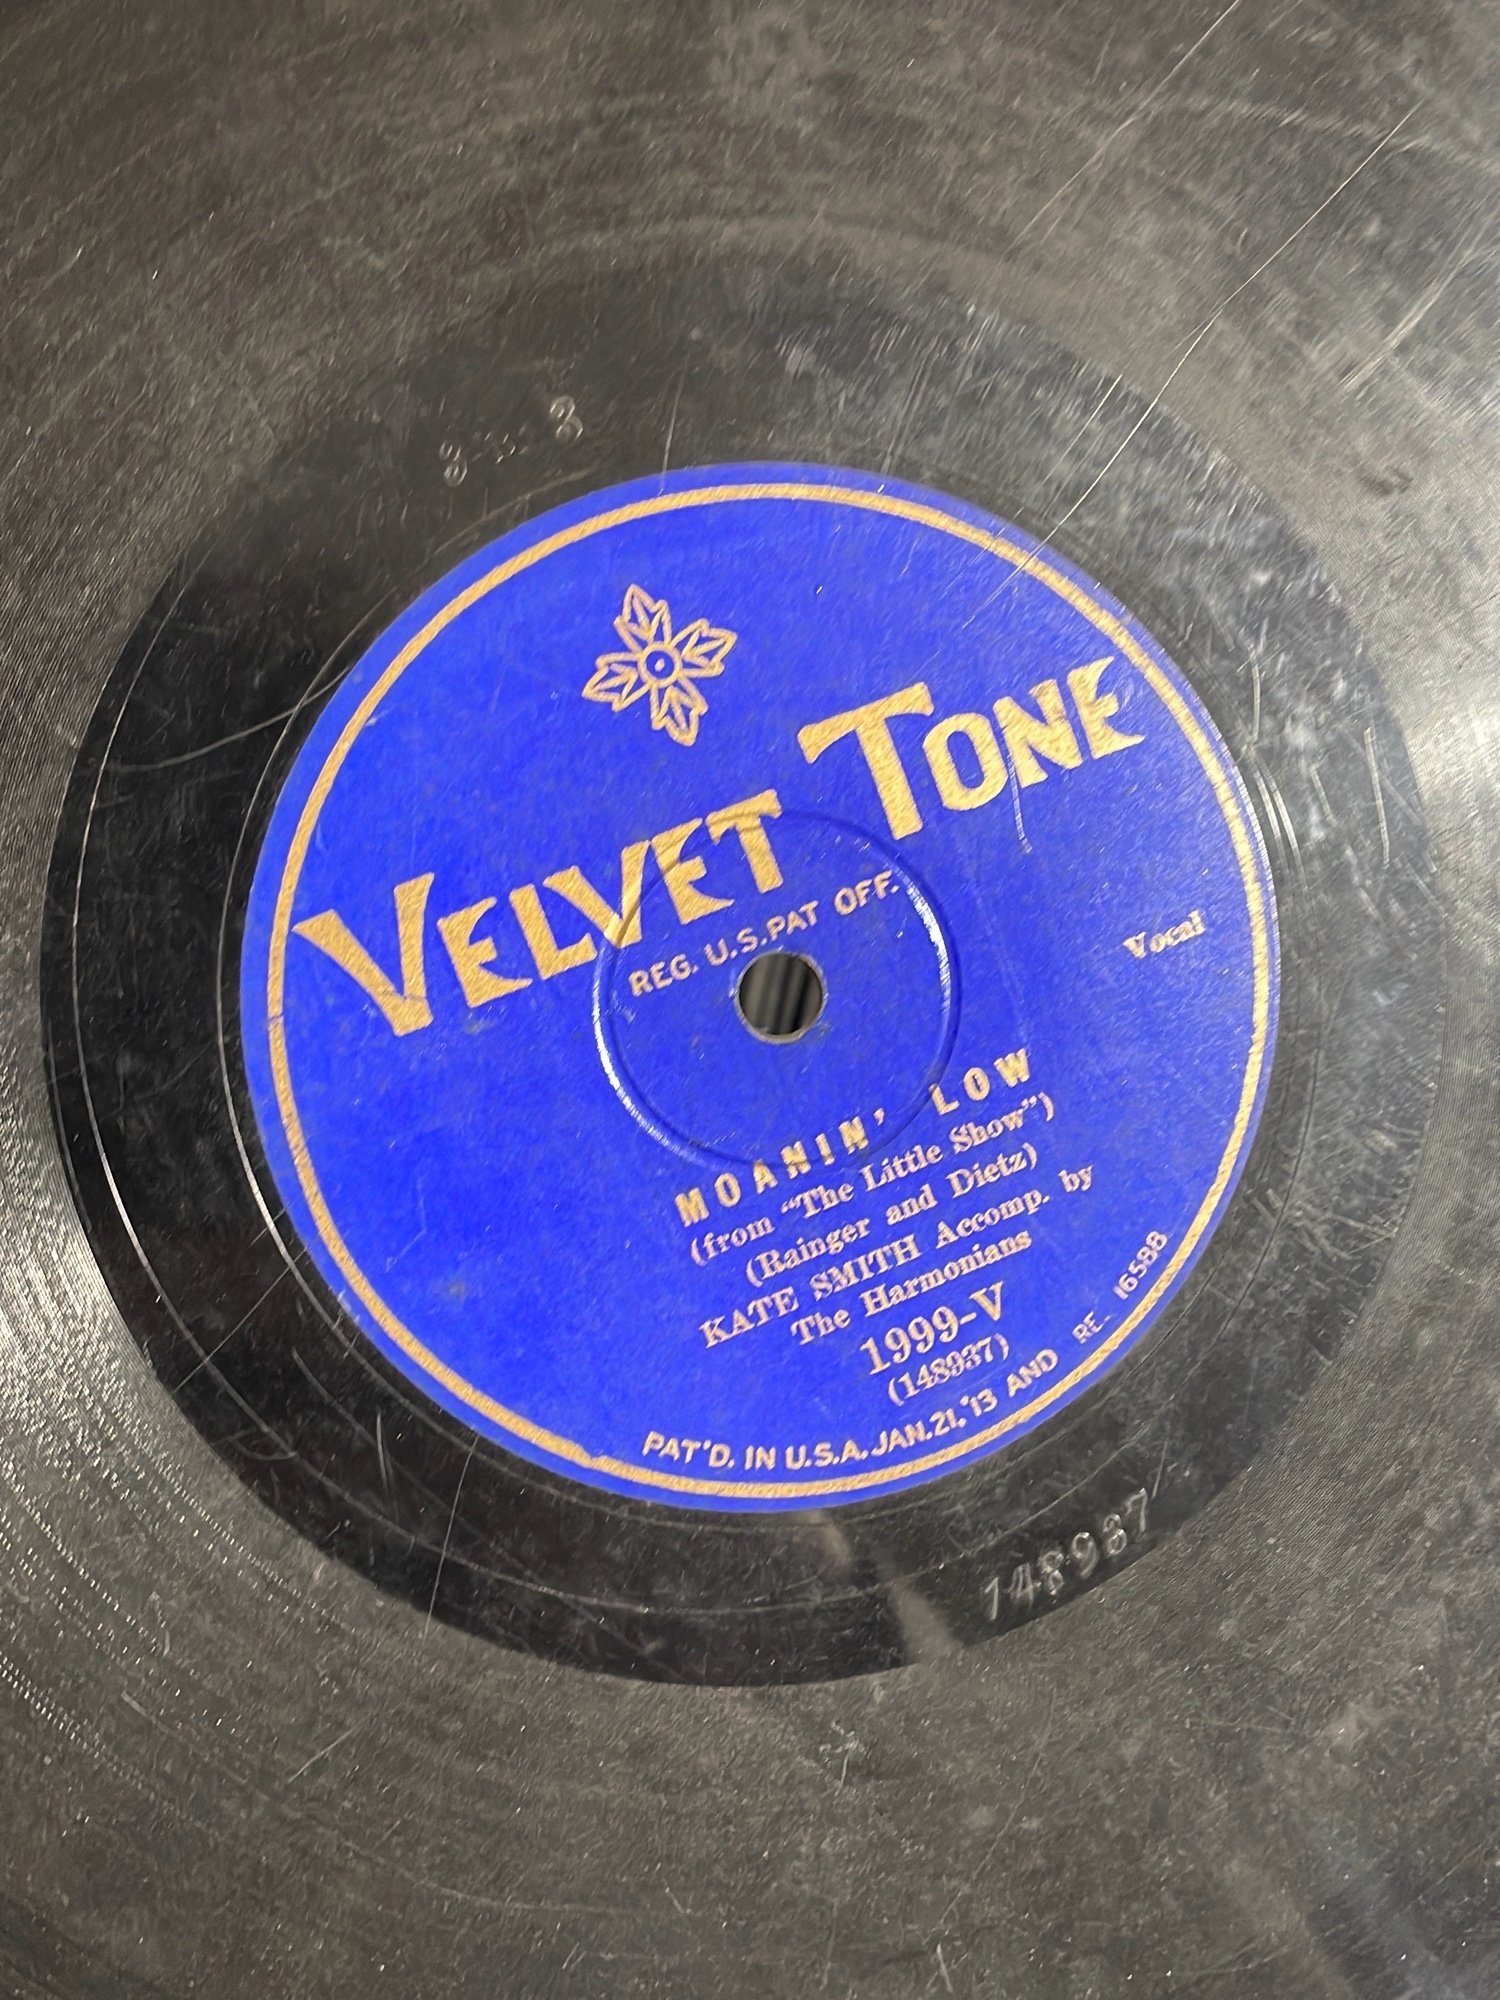 VELVET TONE
REG. U.S. PAT OFF.
Vocal
MOANIN' LOW
(from "The Little Show")
(Rainger and Dietz)
KATE SMITH Accomp. by
The Harmonians
1999-V
(148937)
PAT'D. IN U.S.A. JAN. 21, '13 AND RE. 16588
148937